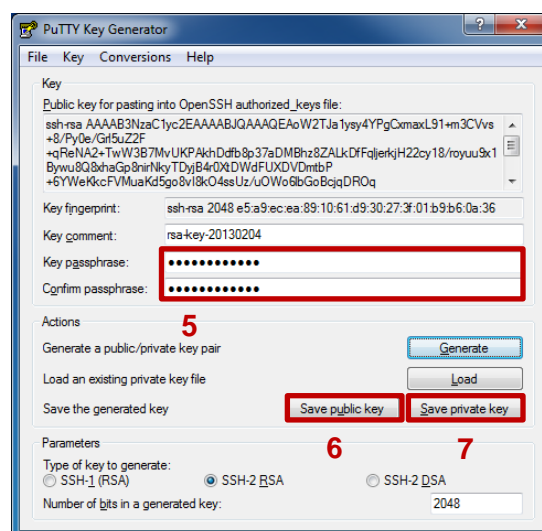 PuTTY Key Generator
File Key Conversions Help
Key
Public key for pasting into OpenSSH authorized_keys file:
ssh-rsa AAAAB3NzaC1yc2EAAAABJQAAAQEAoW2TJa1ysy4YPgCxmaxL91+m3CVvs
+8/Py0e/Grl5uZ2F
+qReNA2+TwW3B7MvUKPAkhDdfb8p37aDMBhz8ZALkDfFqljerkjH22cy18/royuu9x1
Bywu8Q8xhaGp8nirNkyTDyjB4r0XtDWdFUXDVDmtbP
+6YWeKkcFVMuaKd5go8vI8kO4ssUz/uOWo6lbGoBcjqDROq
Key fingerprint: ssh-rsa 2048 e5:a9:ec:ea:89:10:61:d9:30:27:3f:01:b9:b6:0a:36
Key comment: rsa-key-20130204
Key passphrase: ●●●●●●●●●●●●
Confirm passphrase: ●●●●●●●●●●●●
5
Actions
Generate a public/private key pair Generate
Load an existing private key file Load
Save the generated key Save public key Save private key
6 7
Parameters
Type of key to generate:
SSH-1 (RSA) SSH-2 RSA SSH-2 DSA
Number of bits in a generated key: 2048